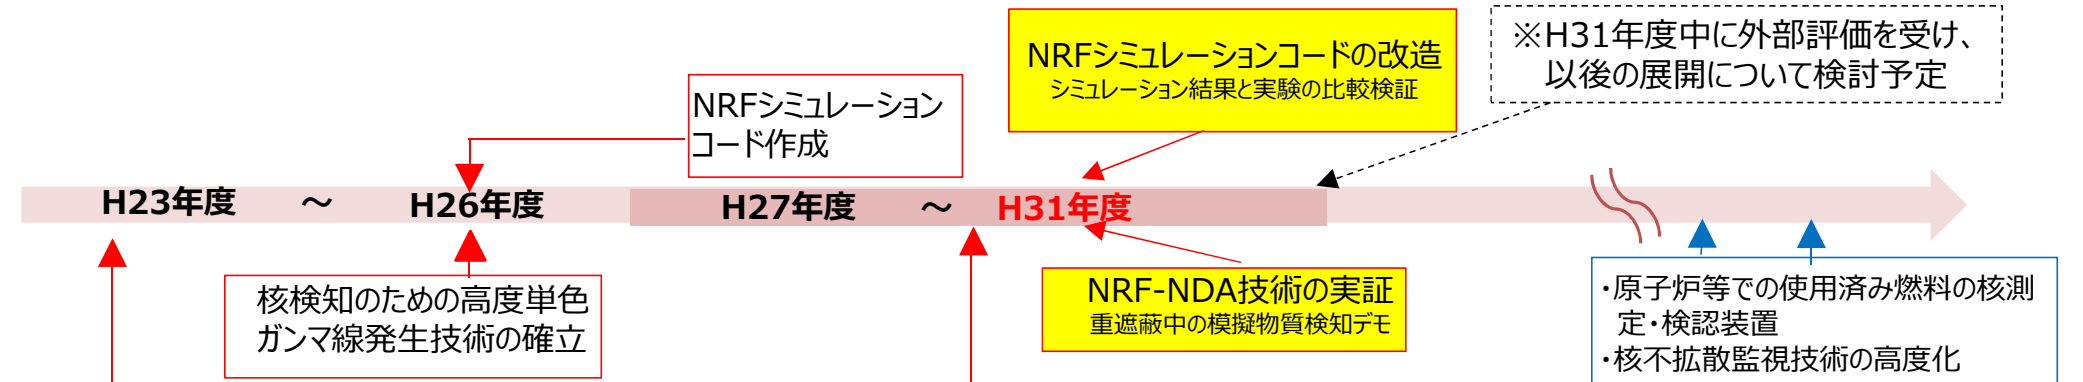 NRFシミュレーションコードの改造
シミュレーション結果と実験の比較検証
※H31年度中に外部評価を受け、
以後の展開について検討予定
NRFシミュレーション
コード作成
H23年度 ～ H26年度 H27年度 ～ H31年度
核検知のための高度単色
ガンマ線発生技術の確立
NRF-NDA技術の実証
重遮蔽中の模擬物質検知デモ
・原子炉等での使用済み燃料の核測
定・検認装置
・核不拡散監視技術の高度化